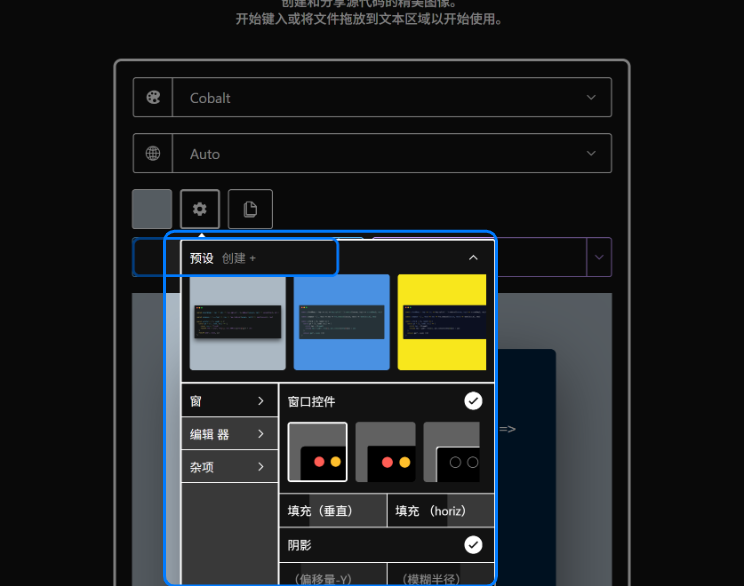 创建和分享源代码的精美图像。
开始键入或将文件拖放到文本区域以开始使用。
Cobalt
Auto
预设 创建 +
窗
窗口控件
编辑 器
=>
杂项
填充（垂直） 填充 （horiz）
阴影
（偏移量-Y） （模糊半径）